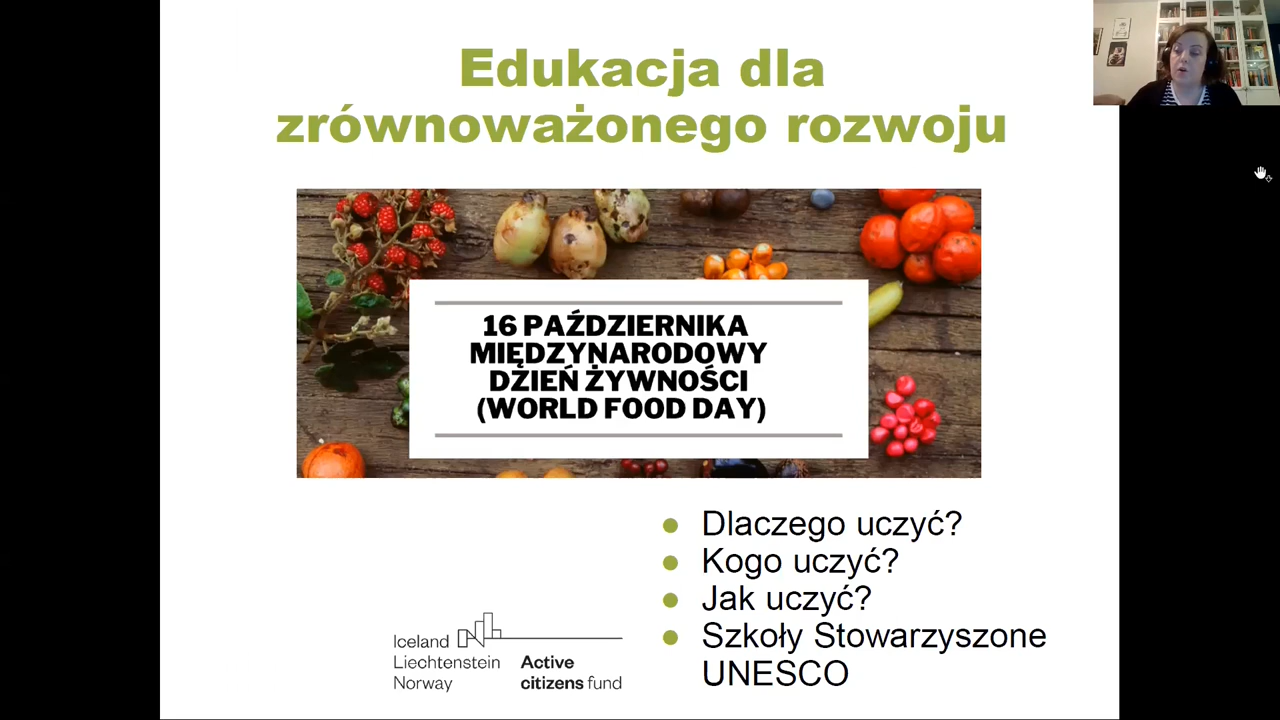 Edukacja dla
zrównoważonego rozwoju
16 PAŹDZIERNIKA
MIĘDZYNARODOWY
DZIEŃ ŻYWNOŚCI
(WORLD FOOD DAY)
Dlaczego uczyć?
Kogo uczyć?
Jak uczyć?
Szkoły Stowarzyszone
UNESCO
Iceland
Liechtenstein
Norway
Active
citizens fund